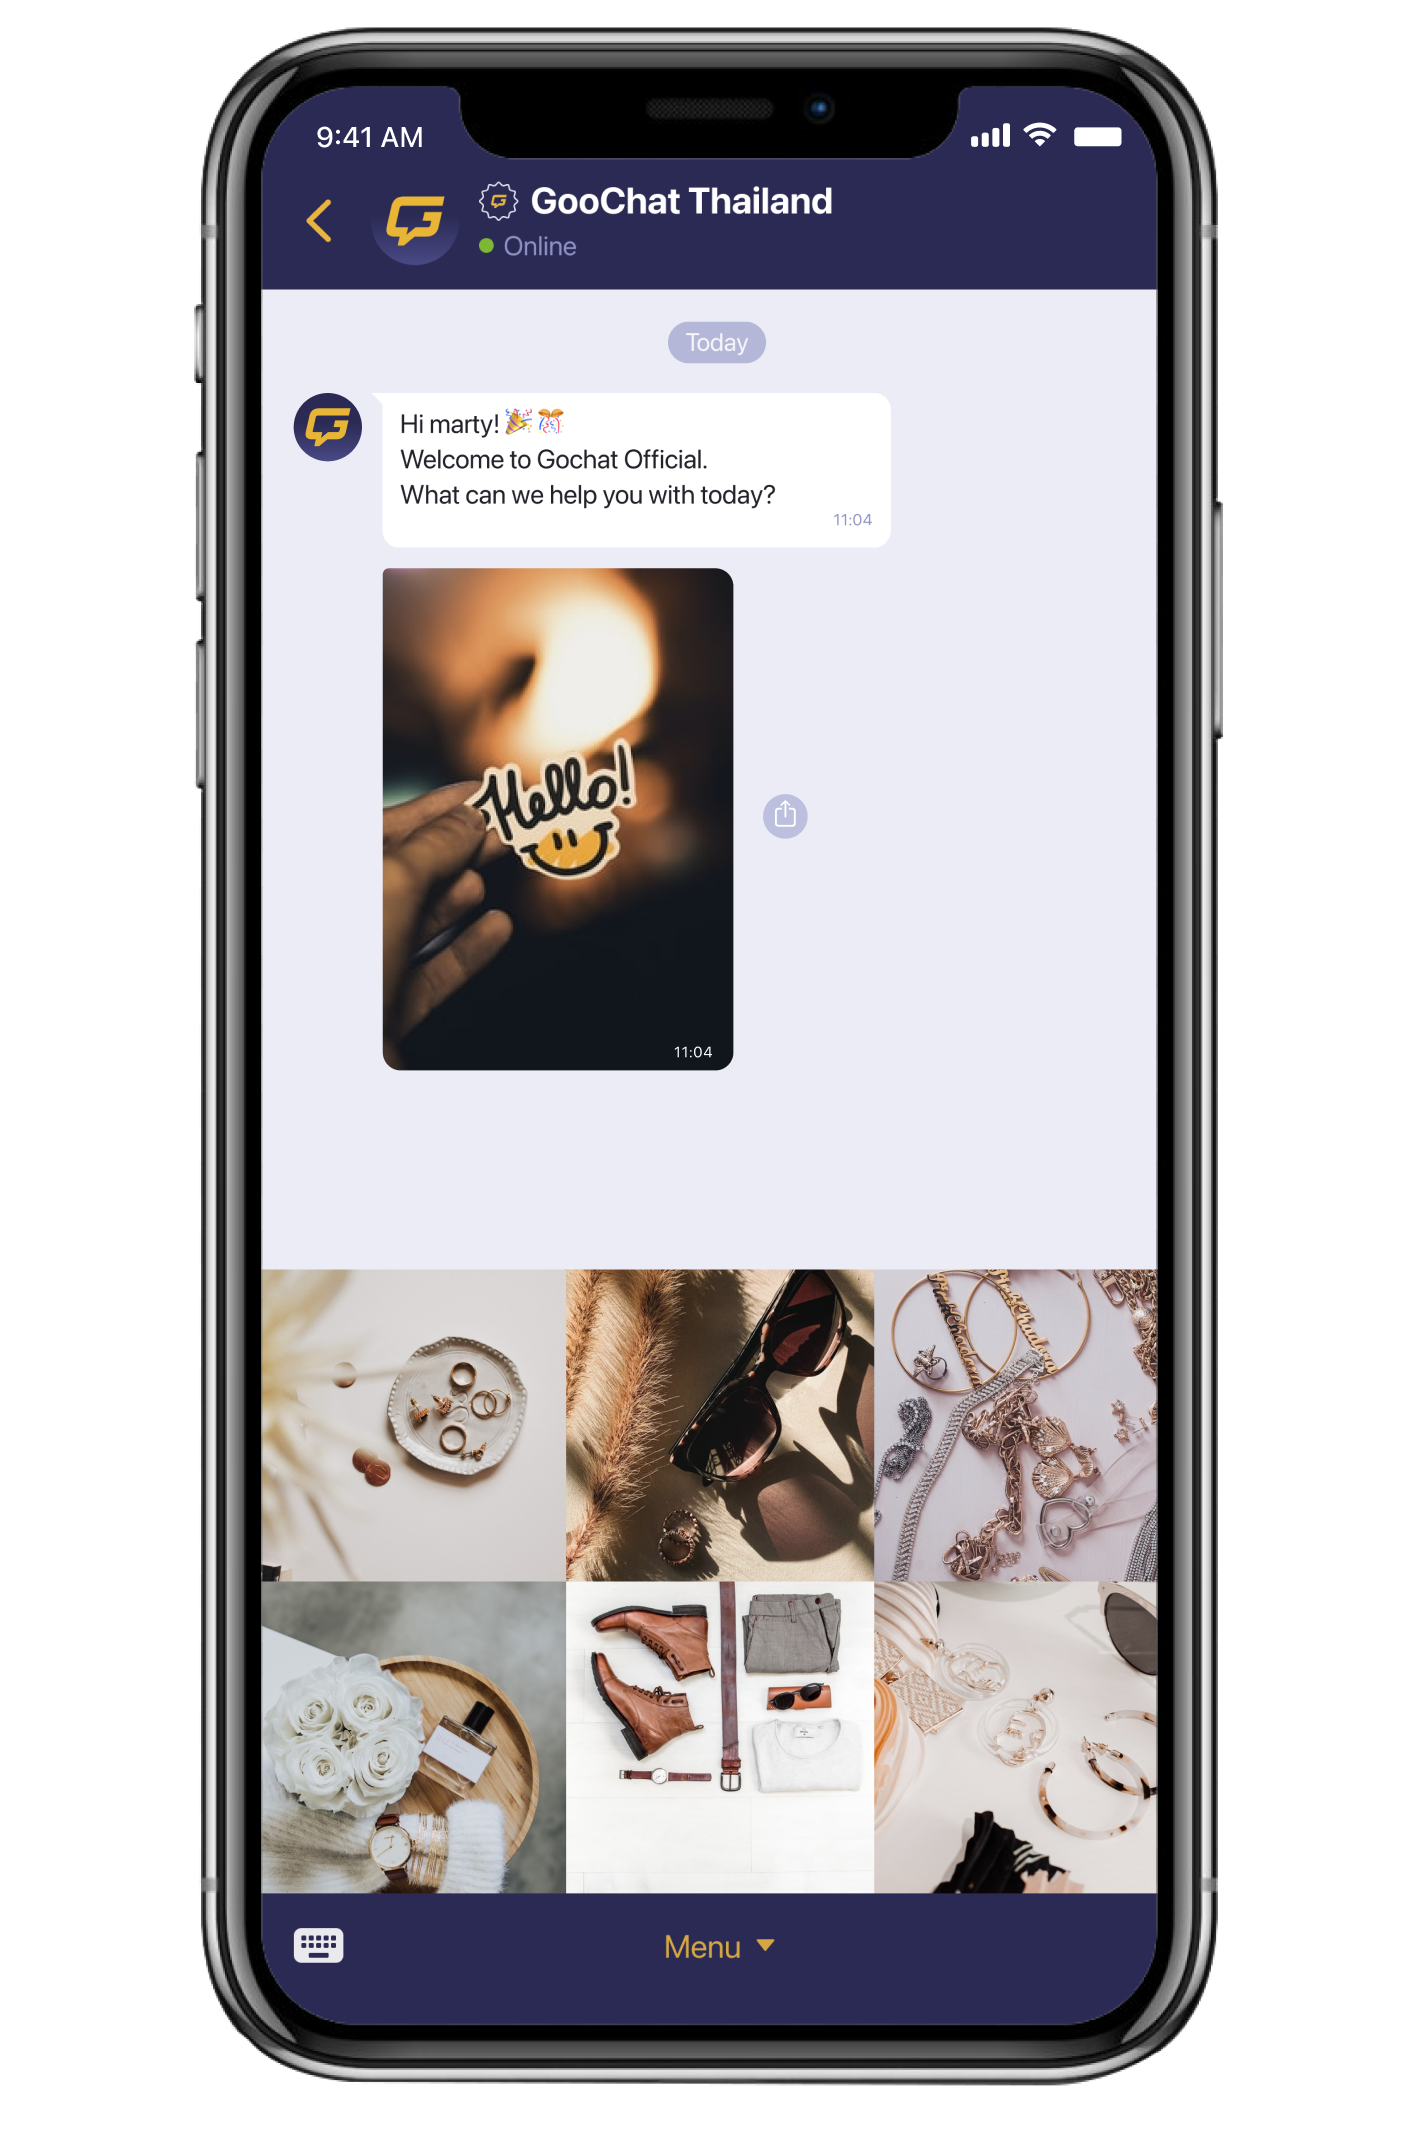 9:41 AM
GooChat Thailand
Online
Today
Hi marty! 🎉 🎊
Welcome to Gochat Official.
What can we help you with today?
11:04
Hello!
11:04
Menu